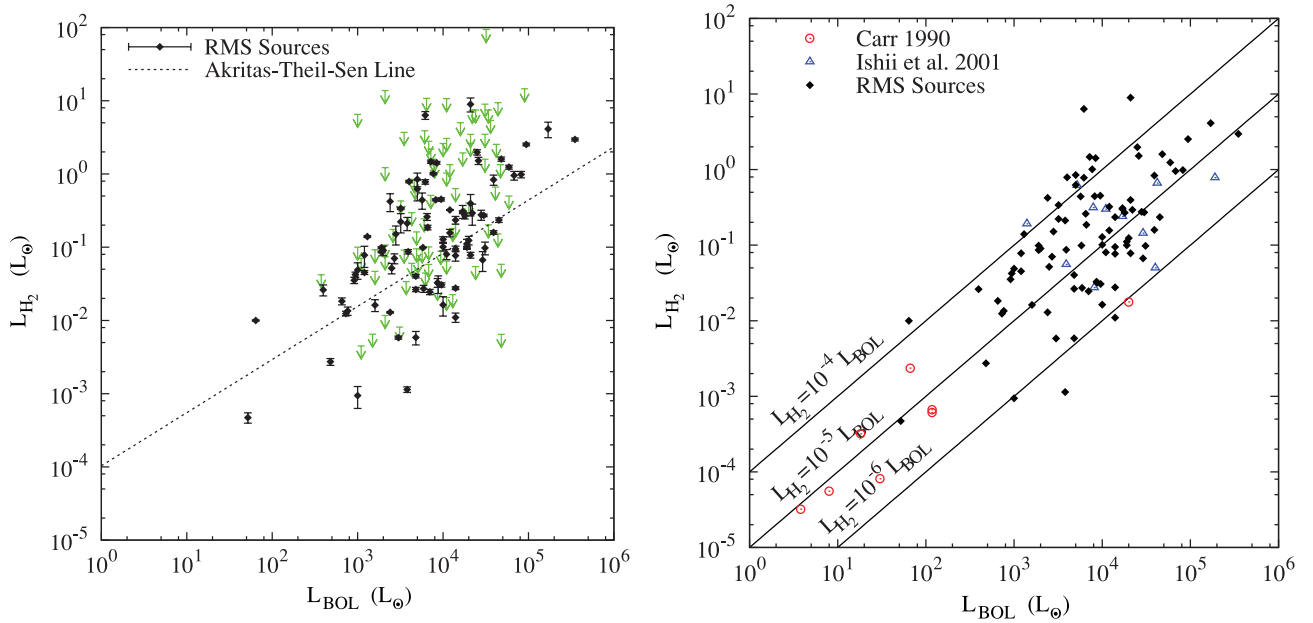 10^2
10^1
10^0
10^-1
10^-2
10^-3
10^-4
10^-5
L_H2 (L_⊙)
RMS Sources
Akritas-Theil-Sen Line
10^0 10^1 10^2 10^3 10^4 10^5 10^6
L_BOL (L_⊙)
10^2
10^1
10^0
10^-1
10^-2
10^-3
10^-4
10^-5
L_H2 (L_⊙)
Carr 1990
Ishii et al. 2001
RMS Sources
L_H2=10^-4 L_BOL
L_H2=10^-5 L_BOL
L_H2=10^-6 L_BOL
10^0 10^1 10^2 10^3 10^4 10^5 10^6
L_BOL (L_⊙)